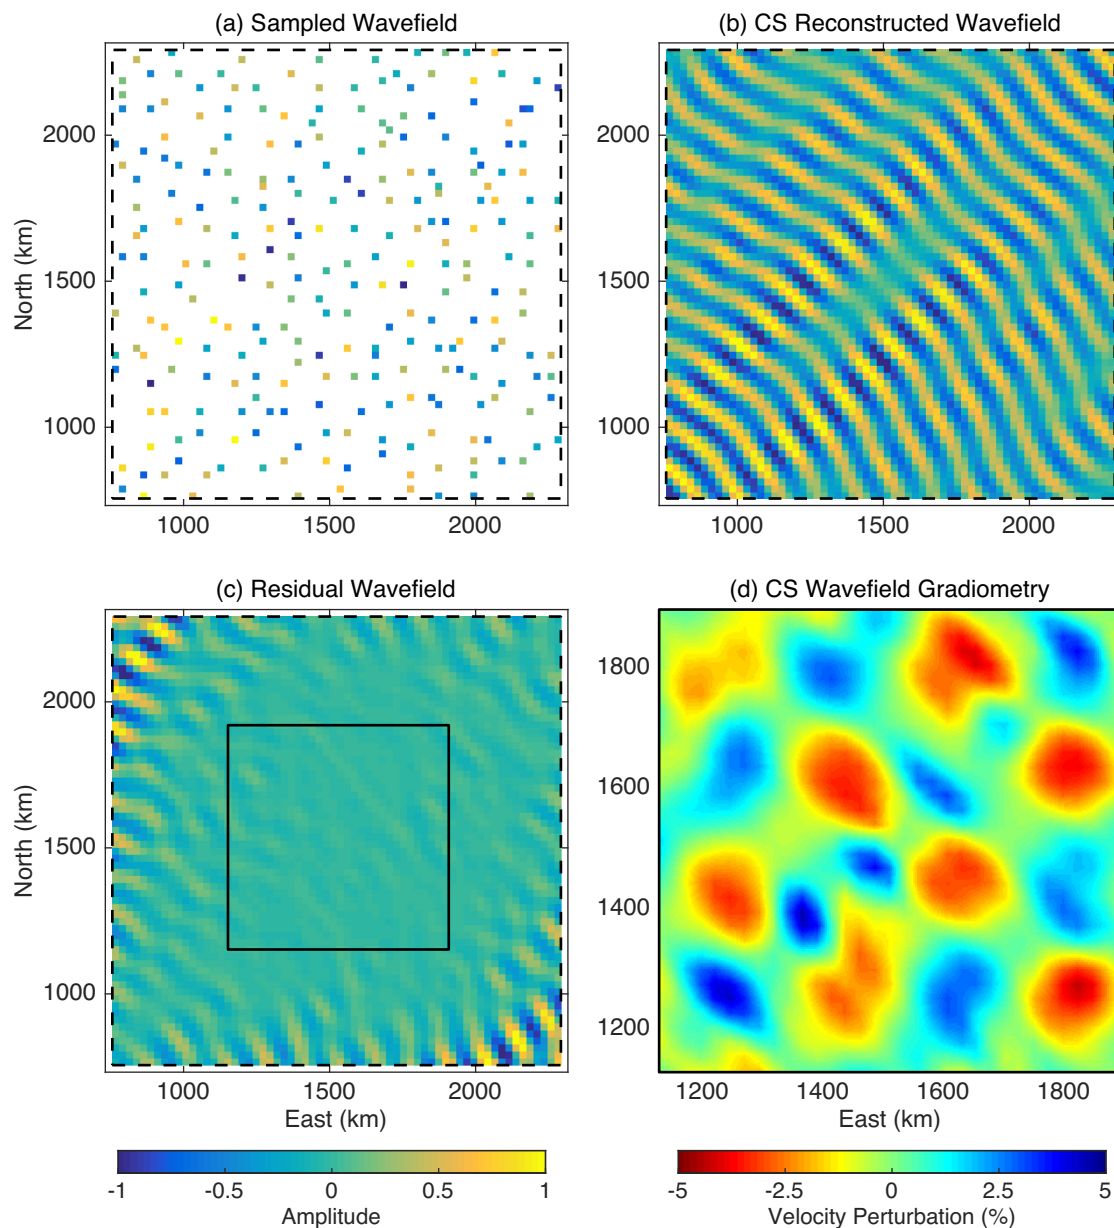 (a) Sampled Wavefield
(b) CS Reconstructed Wavefield
2000
1500
1000
North (km)
1000 1500 2000
2000
1500
1000
1000 1500 2000
(c) Residual Wavefield
(d) CS Wavefield Gradiometry
2000
1500
1000
North (km)
1000 1500 2000
East (km)
1800
1600
1400
1200
1200 1400 1600 1800
East (km)
-1 -0.5 0 0.5 1
Amplitude
-5 -2.5 0 2.5 5
Velocity Perturbation (%)